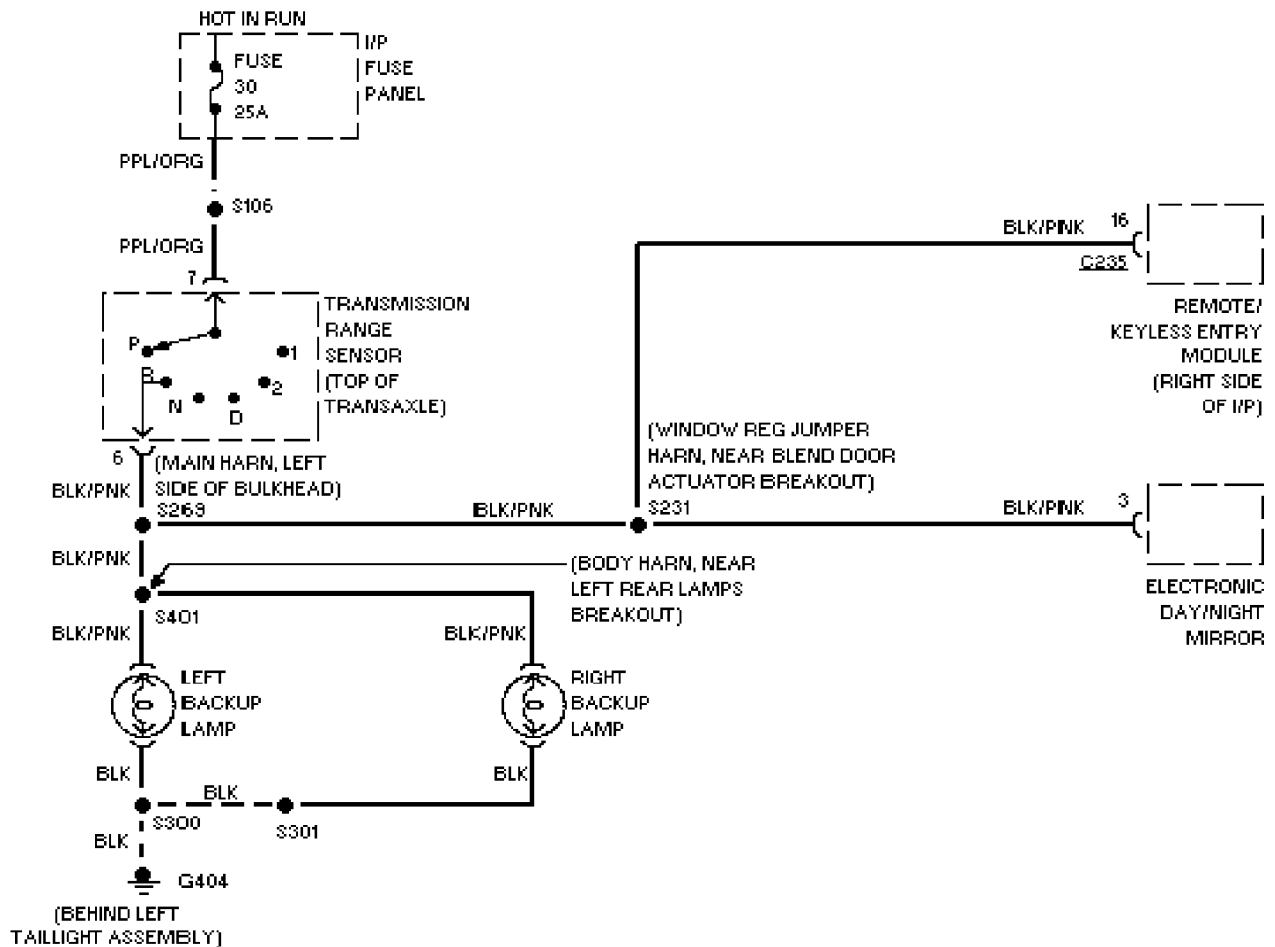 HOT IN RUN
I/P
FUSE
PANEL
FUSE
30
25A
PPL/ORG
S106
PPL/ORG
7
TRANSMISSION
RANGE
SENSOR
(TOP OF
TRANSAXLE)
P
R
N
D
2
1
6
(MAIN HARN, LEFT
SIDE OF BULKHEAD)
BLK/PNK
S269
BLK/PNK
BLK/PNK
(WINDOW REG JUMPER
HARN, NEAR BLEND DOOR
ACTUATOR BREAKOUT)
S231
BLK/PNK
16
C235
REMOTE/
KEYLESS ENTRY
MODULE
(RIGHT SIDE
OF I/P)
BLK/PNK
3
ELECTRONIC
DAY/NIGHT
MIRROR
(BODY HARN, NEAR
LEFT REAR LAMPS
BREAKOUT)
S401
BLK/PNK
BLK/PNK
LEFT
BACKUP
LAMP
RIGHT
BACKUP
LAMP
BLK
BLK
BLK
S300
S301
BLK
G404
(BEHIND LEFT
TAILLIGHT ASSEMBLY)